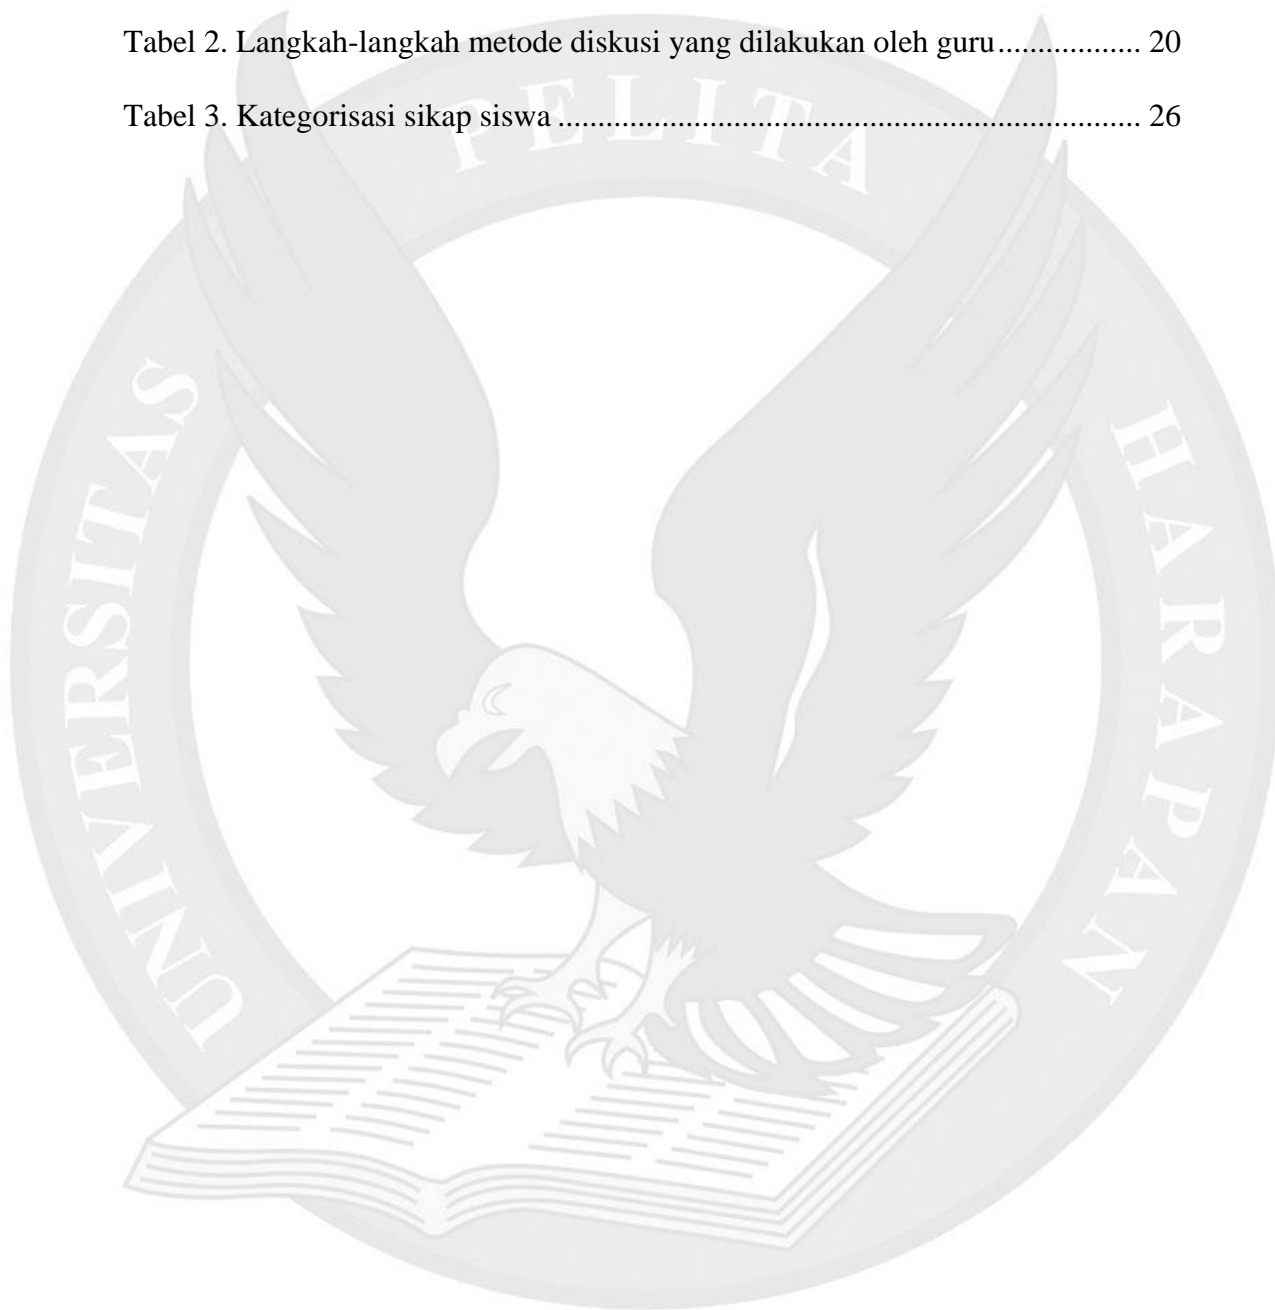 Tabel 2. Langkah-langkah metode diskusi yang dilakukan oleh guru.................. 20
Tabel 3. Kategorisasi sikap siswa ......................................................................... 26
UNIVERSITAS PELITA HARAPAN